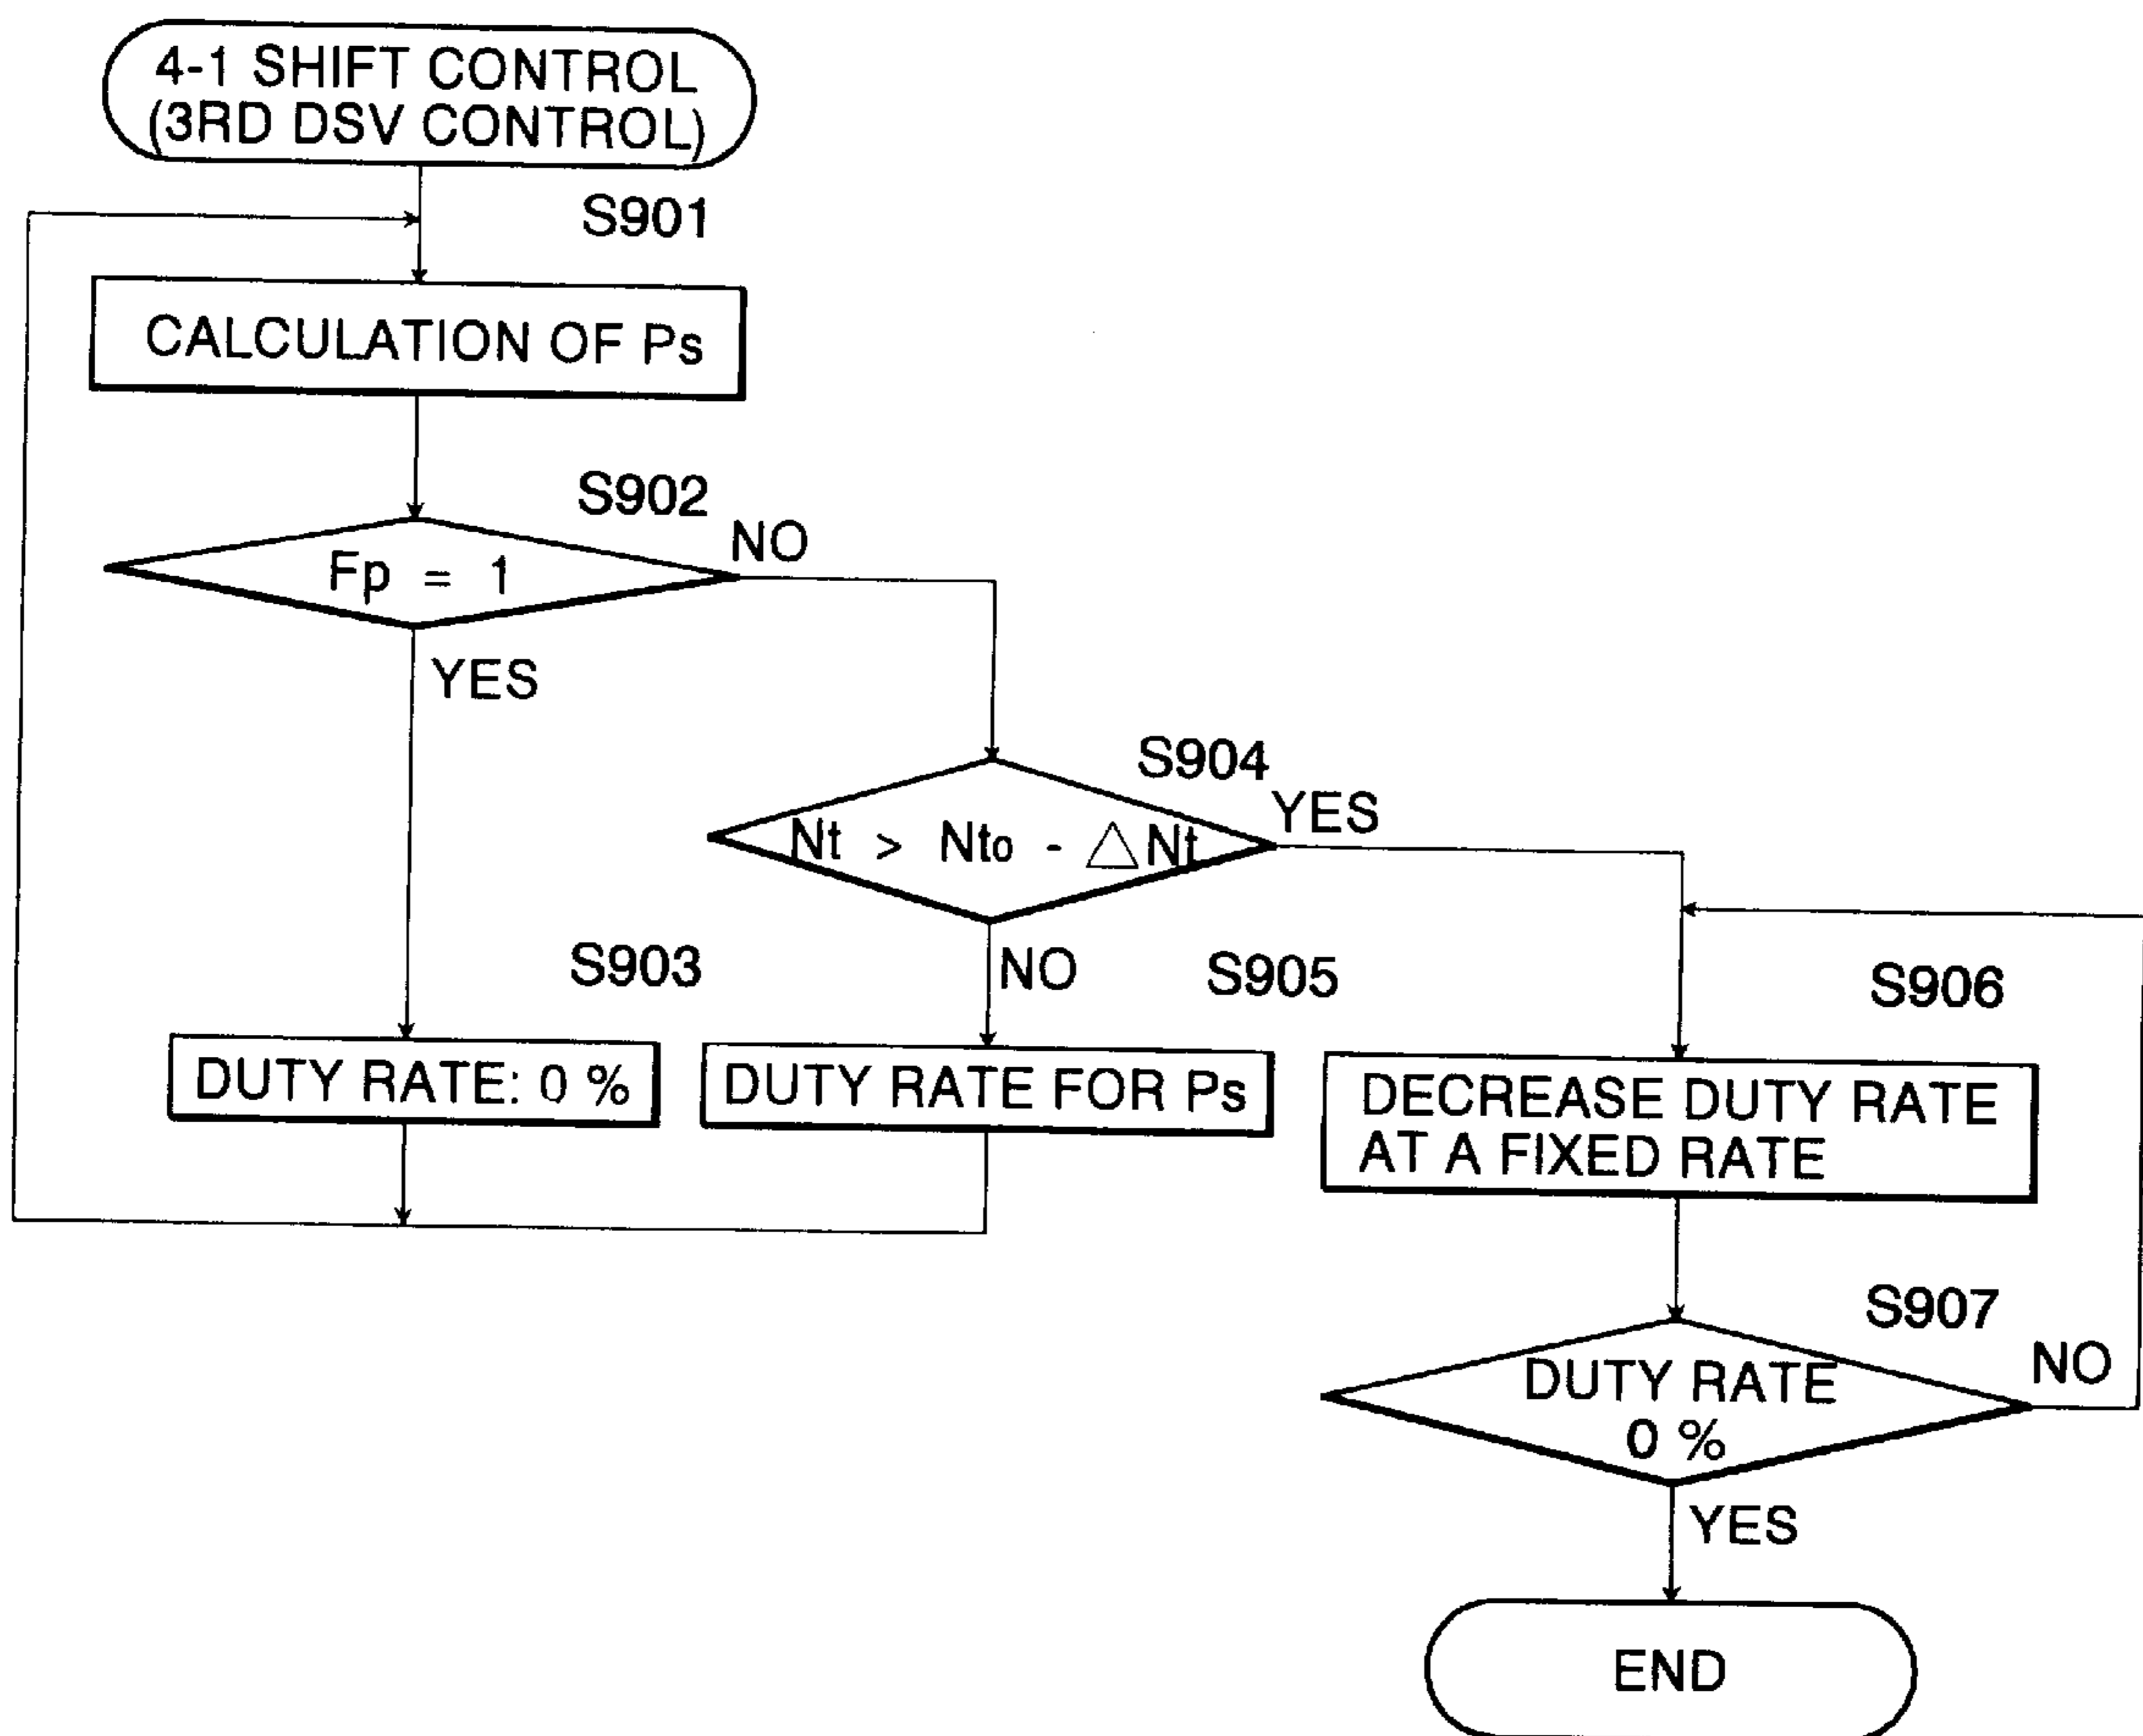 4-1 SHIFT CONTROL
(3RD DSV CONTROL)
S901
CALCULATION OF Ps
S902
NO
Fp = 1
YES
S904
YES
Nt > Nto - △Nt
S903
NO
S905
S906
DUTY RATE: 0 %
DUTY RATE FOR Ps
DECREASE DUTY RATE
AT A FIXED RATE
S907
NO
DUTY RATE
0 %
YES
END